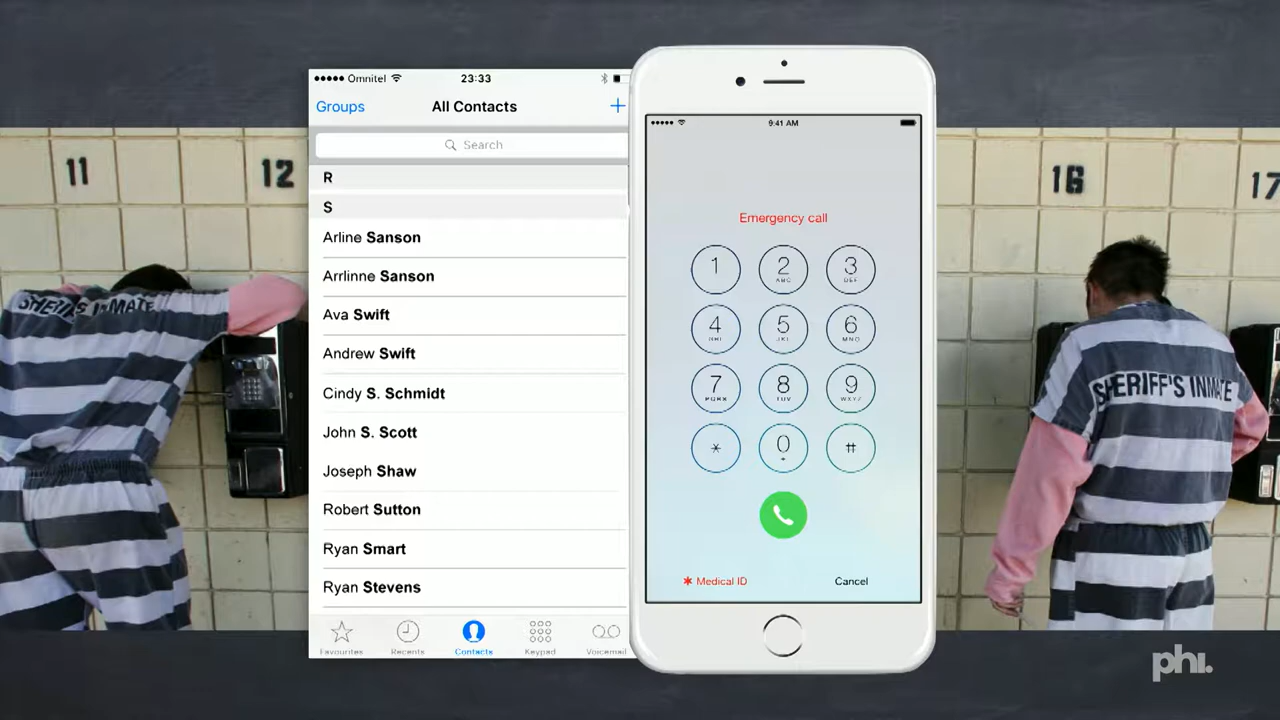 11
12
SHERIFF'S INMATE
Omnitel
23:33
Groups
All Contacts
+
Search
R
S
Arline Sanson
Arrlinne Sanson
Ava Swift
Andrew Swift
Cindy S. Schmidt
John S. Scott
Joseph Shaw
Robert Sutton
Ryan Smart
Ryan Stevens
Favourites
Recents
Contacts
Keypad
Voicemail
9:41 AM
Emergency call
1
2
ABC
3
DEF
4
GHI
5
JKL
6
MNO
7
PQRS
8
TUV
9
WXYZ
*
0
+
#
* Medical ID
Cancel
16
17
SHERIFF'S INMATE
phi.